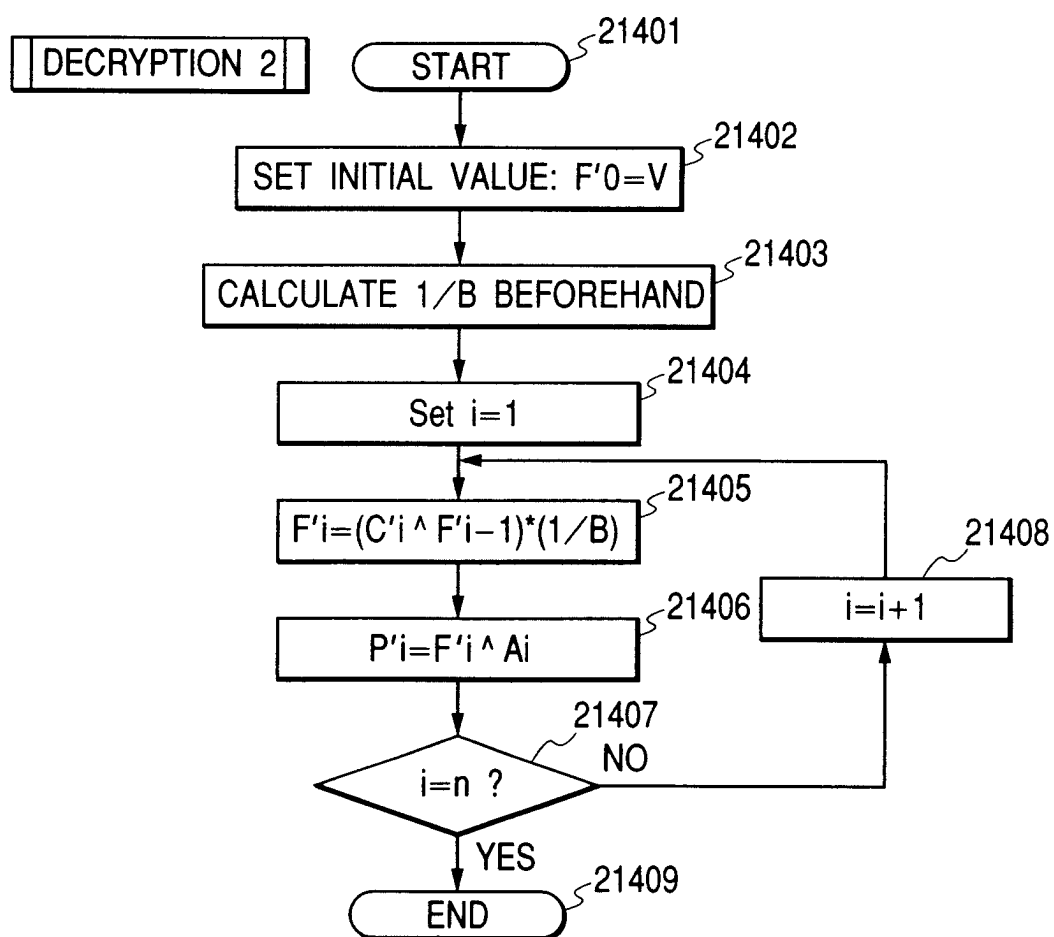 DECRYPTION 2
START
21401
SET INITIAL VALUE: F'0=V
21402
CALCULATE 1/B BEFOREHAND
21403
Set i=1
21404
F'i=(C'i ^ F'i-1)*(1/B)
21405
P'i=F'i ^ Ai
21406
i=n ?
21407
NO
i=i+1
21408
YES
END
21409